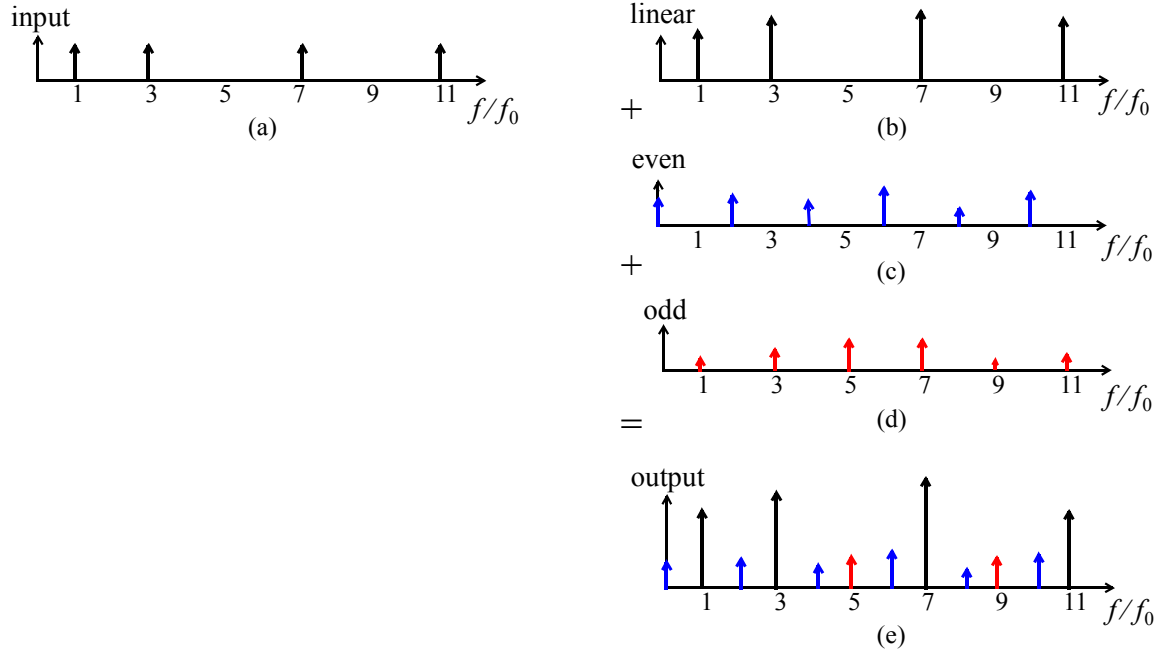 input
1 3 5 7 9 11
f/f₀
(a)
linear
1 3 5 7 9 11
f/f₀
(b)
+
even
1 3 5 7 9 11
f/f₀
(c)
+
odd
1 3 5 7 9 11
f/f₀
(d)
=
output
1 3 5 7 9 11
f/f₀
(e)